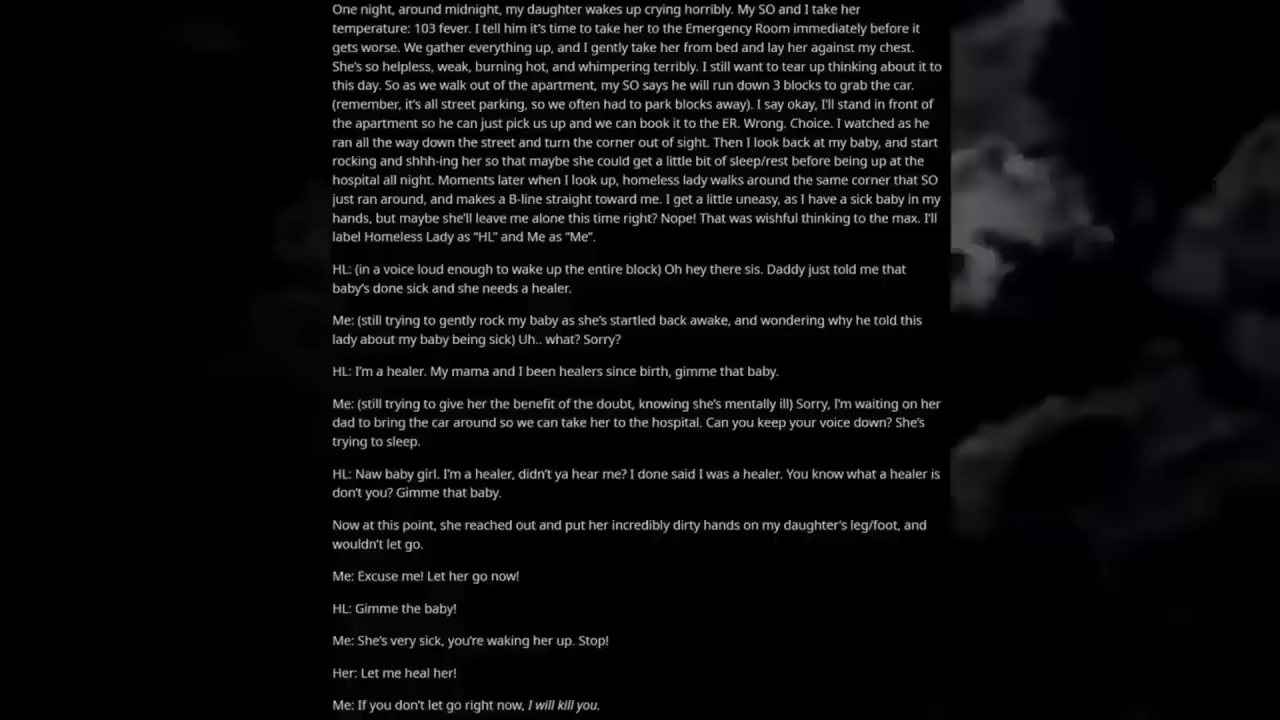 One night, around midnight, my daughter wakes up crying horribly. My SO and I take her
temperature: 103 fever. I tell him it’s time to take her to the Emergency Room immediately before it
gets worse. We gather everything up, and I gently take her from bed and lay her against my chest.
She’s so helpless, weak, burning hot, and whimpering terribly. I still want to tear up thinking about it to
this day. So as we walk out of the apartment, my SO says he will run down 3 blocks to grab the car.
(remember, it’s all street parking, so we often had to park blocks away). I say okay, I’ll stand in front of
the apartment so he can just pick us up and we can book it to the ER. Wrong. Choice. I watched as he
ran all the way down the street and turn the corner out of sight. Then I look back at my baby, and start
rocking and shhh-ing her so that maybe she could get a little bit of sleep/rest before being up at the
hospital all night. Moments later when I look up, homeless lady walks around the same corner that SO
just ran around, and makes a B-line straight toward me. I get a little uneasy, as I have a sick baby in my
hands, but maybe she’ll leave me alone this time right? Nope! That was wishful thinking to the max. I’ll
label Homeless Lady as “HL” and Me as “Me”.
HL: (in a voice loud enough to wake up the entire block) Oh hey there sis. Daddy just told me that
baby’s done sick and she needs a healer.
Me: (still trying to gently rock my baby as she’s startled back awake, and wondering why he told this
lady about my baby being sick) Uh.. what? Sorry?
HL: I’m a healer. My mama and I been healers since birth, gimme that baby.
Me: (still trying to give her the benefit of the doubt, knowing she’s mentally ill) Sorry, I’m waiting on her
dad to bring the car around so we can take her to the hospital. Can you keep your voice down? She’s
trying to sleep.
HL: Naw baby girl. I’m a healer, didn’t ya hear me? I done said I was a healer. You know what a healer is
don’t you? Gimme that baby.
Now at this point, she reached out and put her incredibly dirty hands on my daughter’s leg/foot, and
wouldn’t let go.
Me: Excuse me! Let her go now!
HL: Gimme the baby!
Me: She’s very sick, you’re waking her up. Stop!
Her: Let me heal her!
Me: If you don’t let go right now, I will kill you.